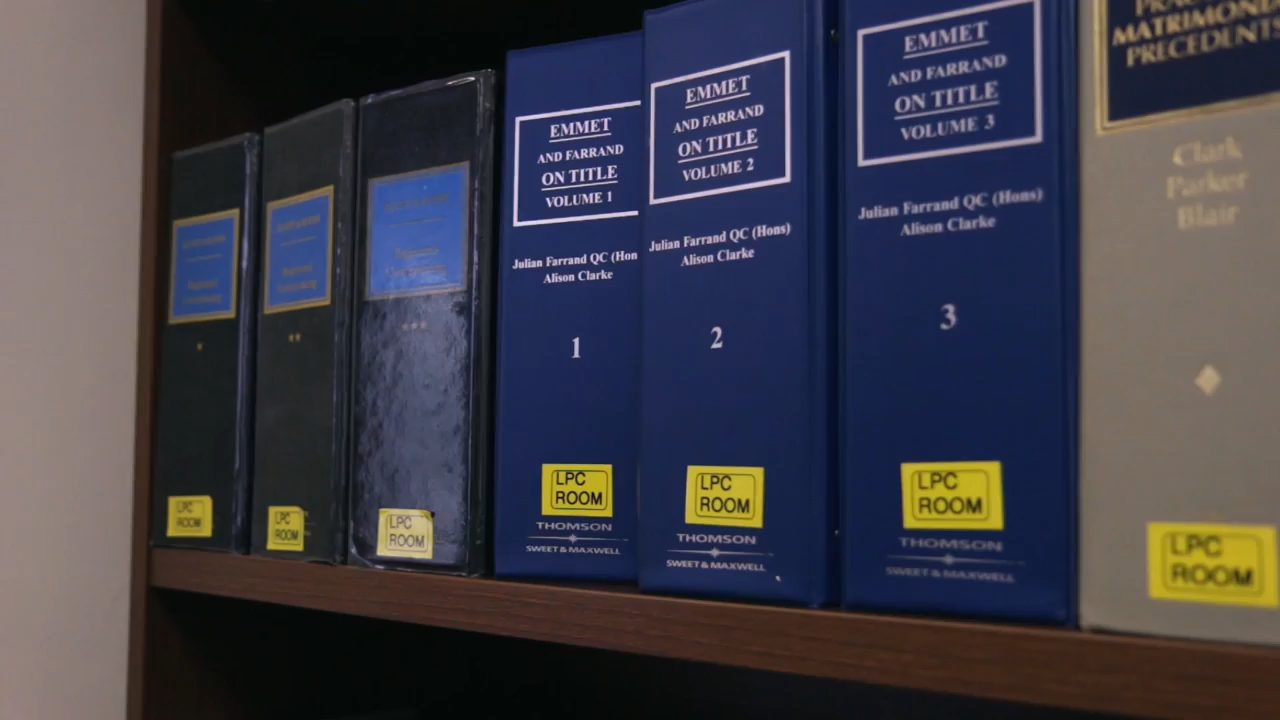 LPC
ROOM
LPC
ROOM
LPC
ROOM
EMMET
AND FARRAND
ON TITLE
VOLUME 1
Julian Farrand QC (Hon
Alison Clarke
1
LPC
ROOM
THOMSON
SWEET & MAXWELL
EMMET
AND FARRAND
ON TITLE
VOLUME 2
Julian Farrand QC (Hons)
Alison Clarke
2
LPC
ROOM
THOMSON
SWEET & MAXWELL
EMMET
AND FARRAND
ON TITLE
VOLUME 3
Julian Farrand QC (Hons)
Alison Clarke
3
LPC
ROOM
THOMSON
SWEET & MAXWELL
MATRIMONI
PRECEDENTS
Clark
Parker
Blair
LPC
ROOM